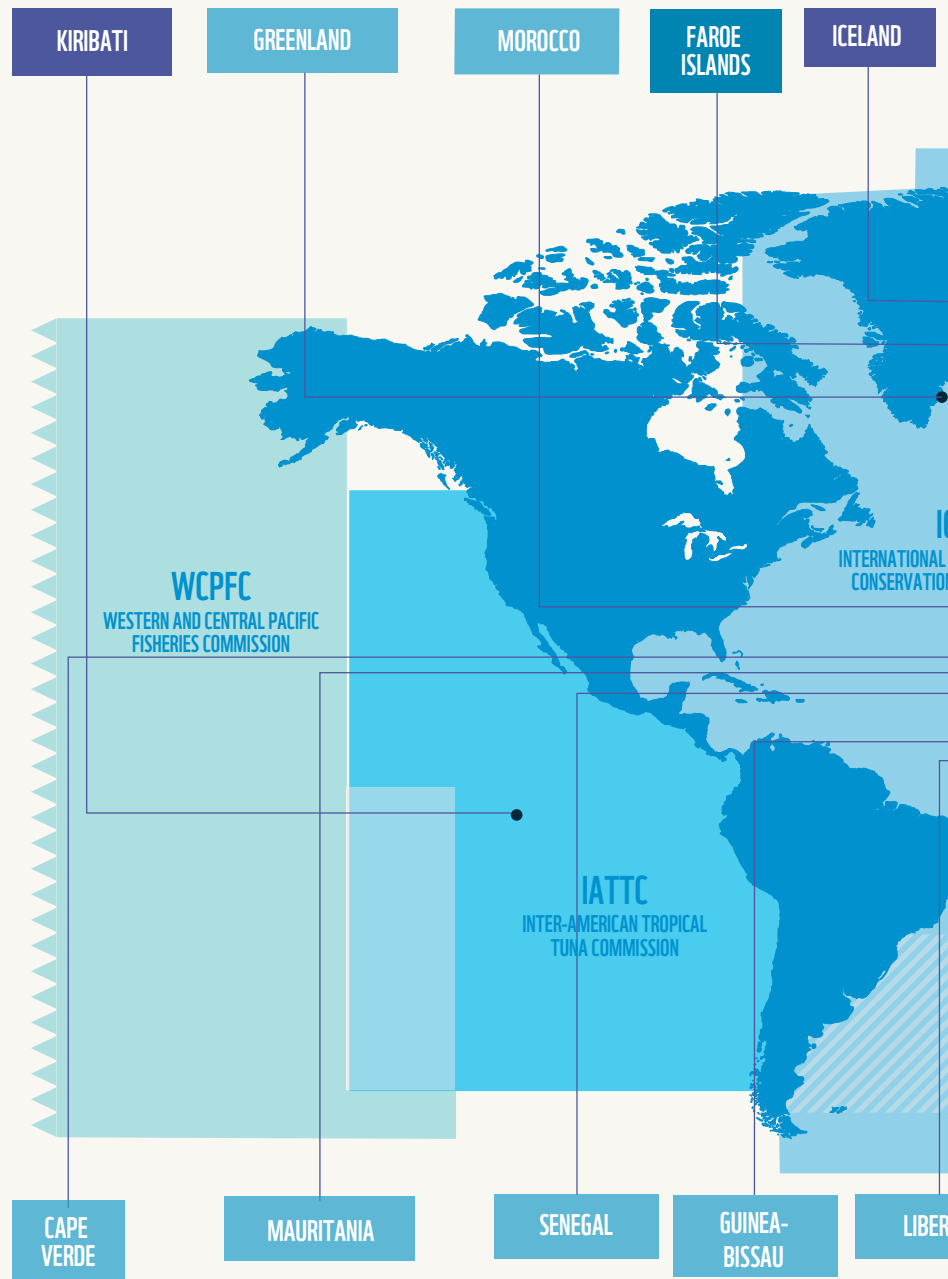 KIRIBATI
GREENLAND
MOROCCO
FAROE
ISLANDS
ICELAND
INTERNATIONAL
CONSERVATION
WCPFC
WESTERN AND CENTRAL PACIFIC
FISHERIES COMMISSION
IATTC
INTER-AMERICAN TROPICAL
TUNA COMMISSION
CAPE
VERDE
MAURITANIA
SENEGAL
GUINEA-
BISSAU
LIBER